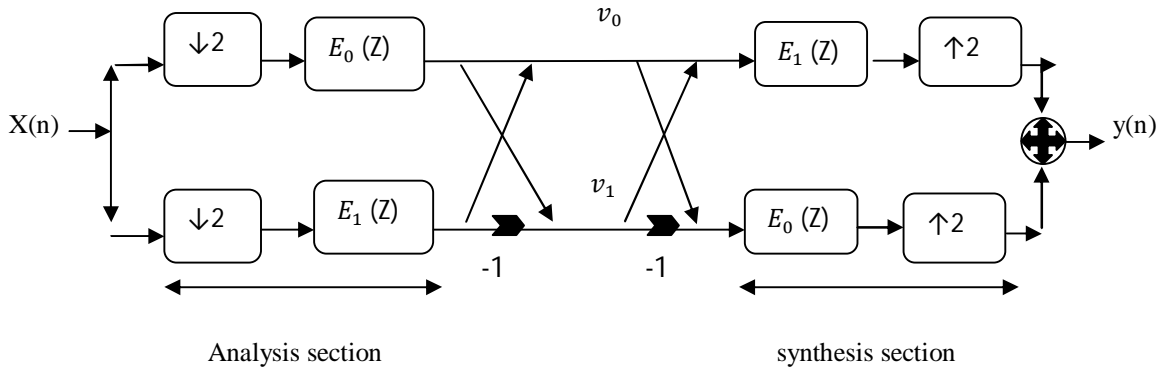 v₀
↓2
E₀ (Z)
E₁ (Z)
↑2
X(n)
y(n)
v₁
↓2
E₁ (Z)
E₀ (Z)
↑2
-1
-1
Analysis section
synthesis section